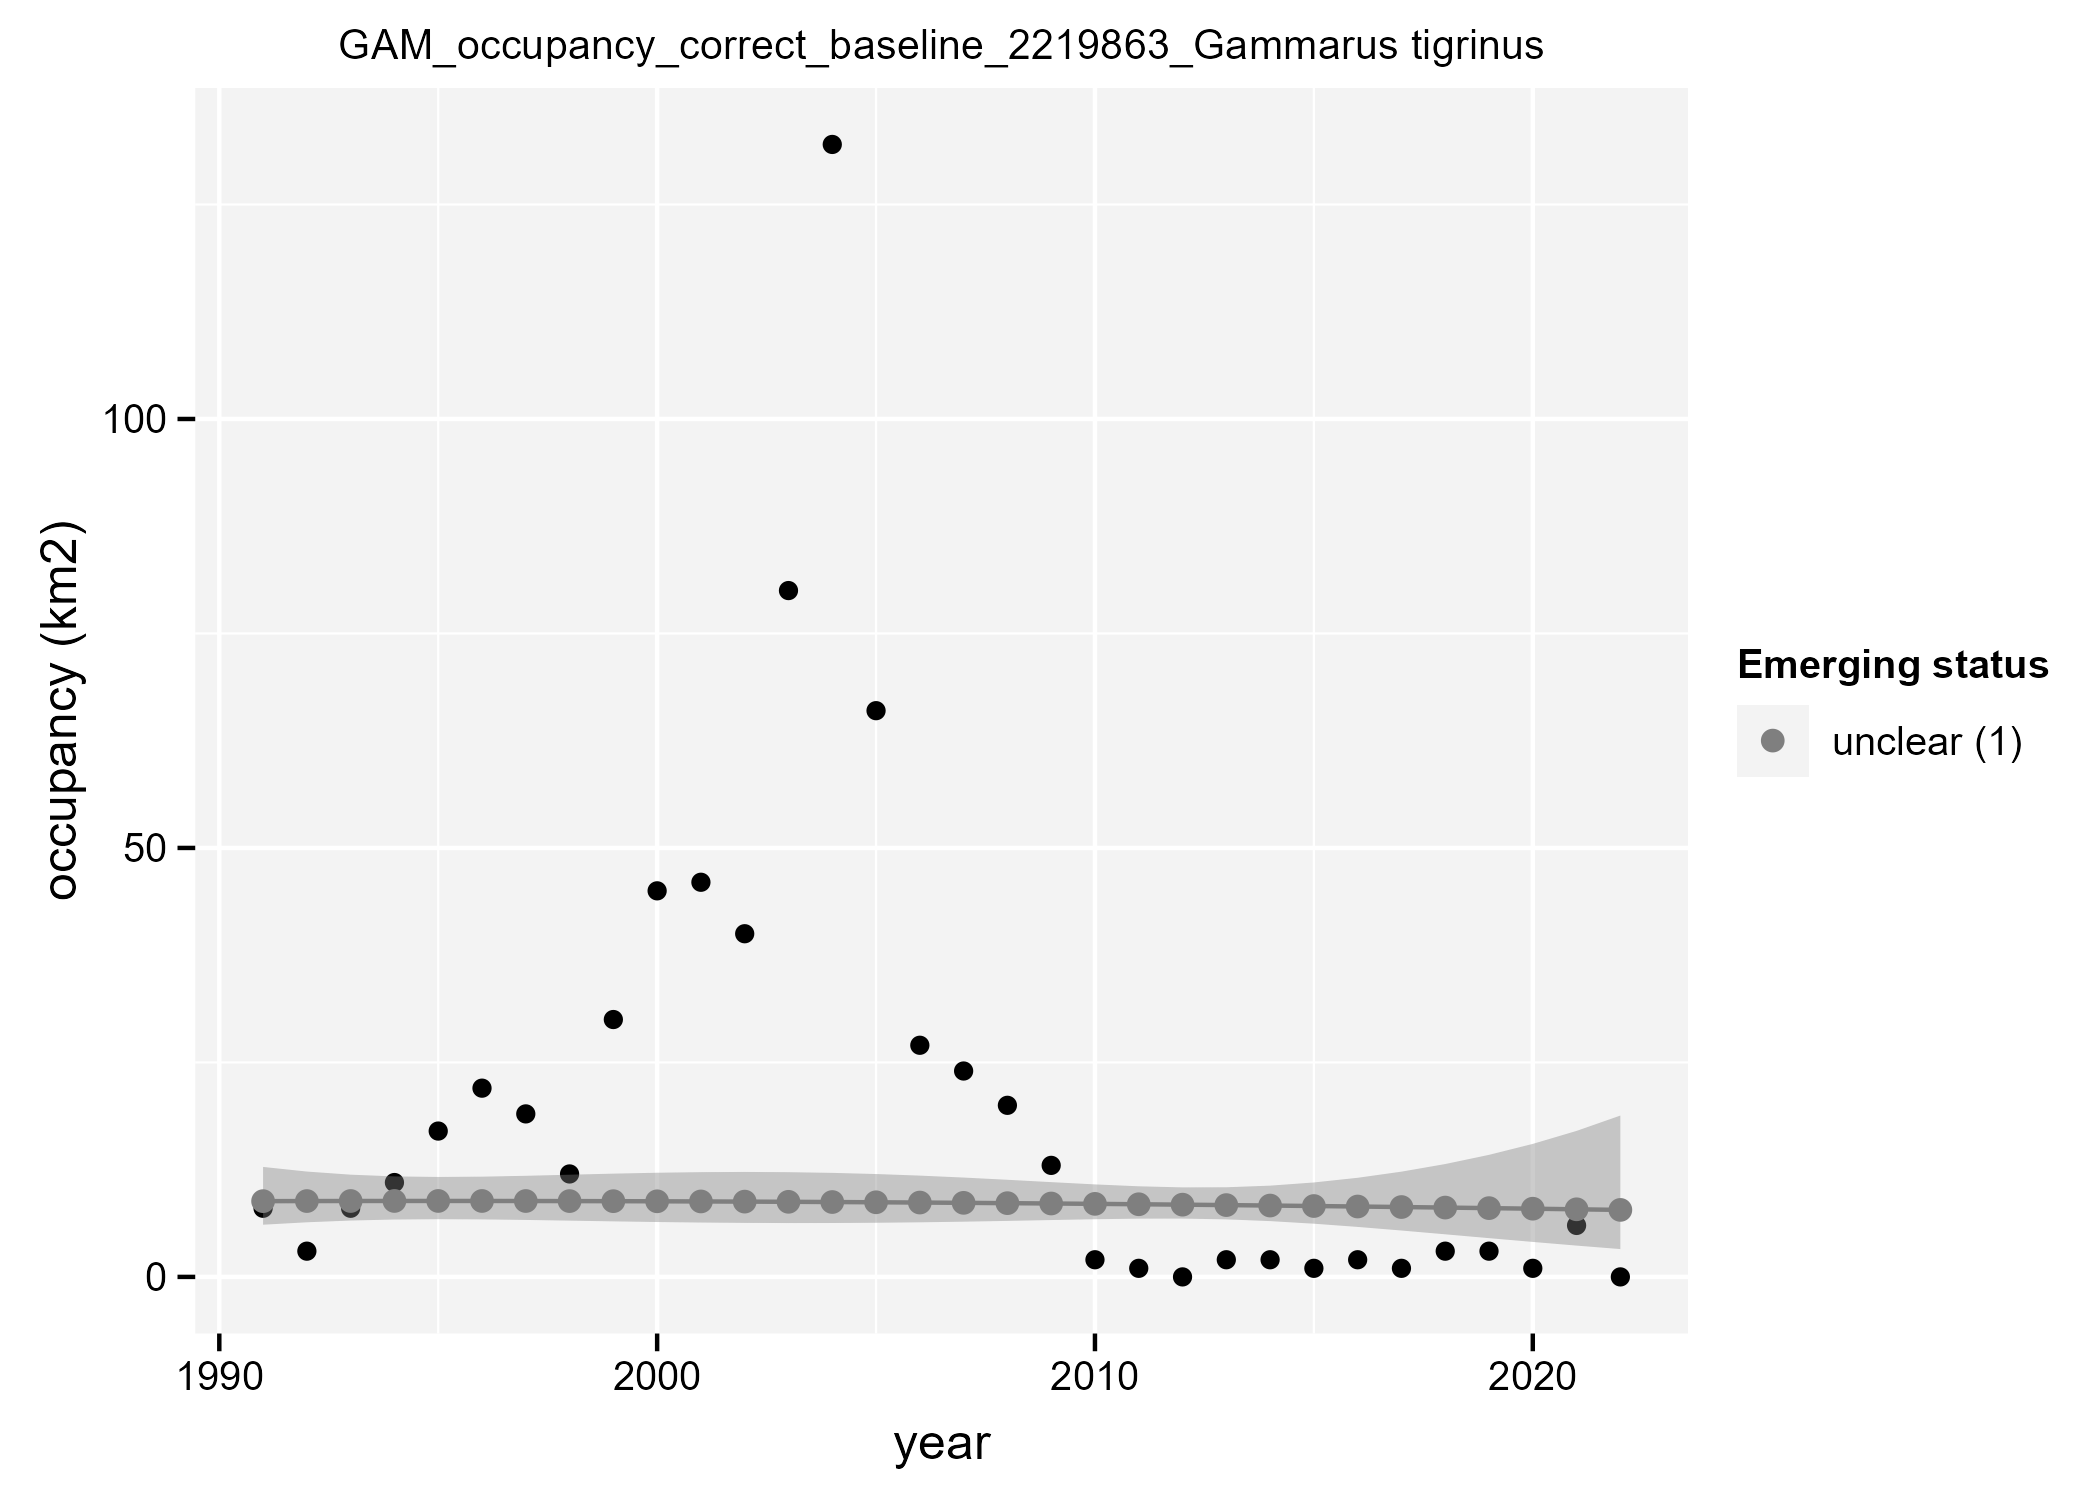 GAM_occupancy_correct_baseline_2219863_Gammarus tigrinus
100
50
0
occupancy (km2)
1990
2000
2010
2020
year
Emerging status
unclear (1)